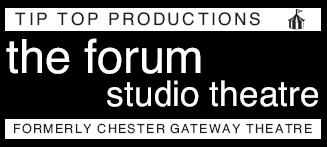 TIP TOP PRODUCTIONS
the forum
studio theatre
FORMERLY CHESTER GATEWAY THEATRE